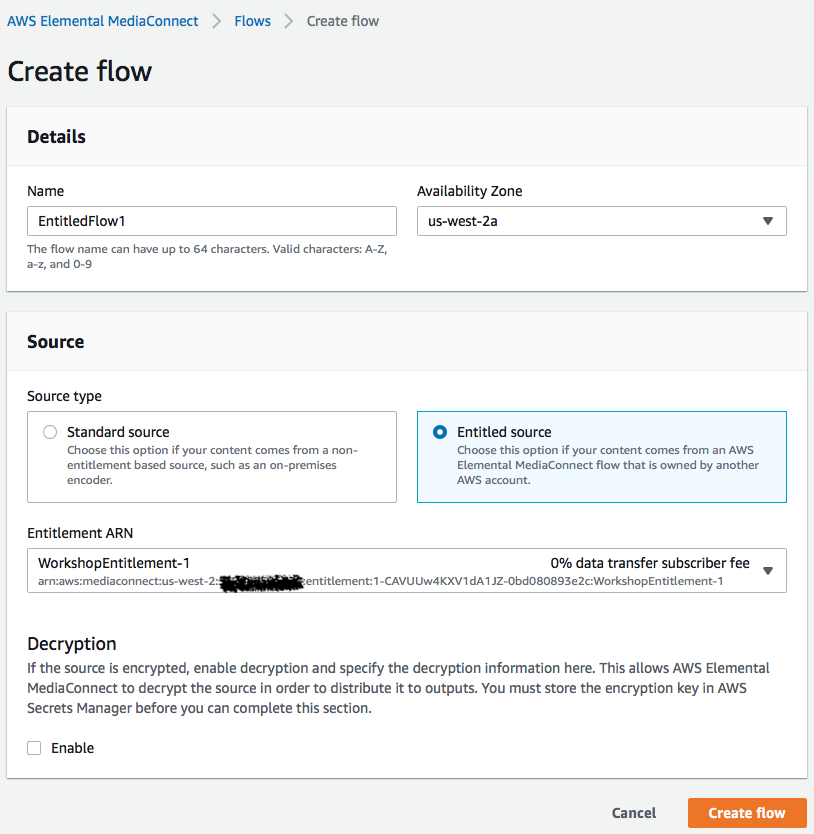 AWS Elemental MediaConnect > Flows > Create flow
Create flow
Details
Name
Availability Zone
EntitledFlow1
us-west-2a
The flow name can have up to 64 characters. Valid characters: A-Z,
a-z, and 0-9
Source
Source type
Standard source
Choose this option if your content comes from a non-
entitlement based source, such as an on-premises
encoder.
Entitled source
Choose this option if your content comes from an AWS
Elemental MediaConnect flow that is owned by another
AWS account.
Entitlement ARN
WorkshopEntitlement-1 0% data transfer subscriber fee
arn:aws:mediaconnect:us-west-2: :entitlement:1-CAVUUw4KXV1dA1JZ-0bd080893e2c:WorkshopEntitlement-1
Decryption
If the source is encrypted, enable decryption and specify the decryption information here. This allows AWS Elemental
MediaConnect to decrypt the source in order to distribute it to outputs. You must store the encryption key in AWS
Secrets Manager before you can complete this section.
Enable
Cancel
Create flow